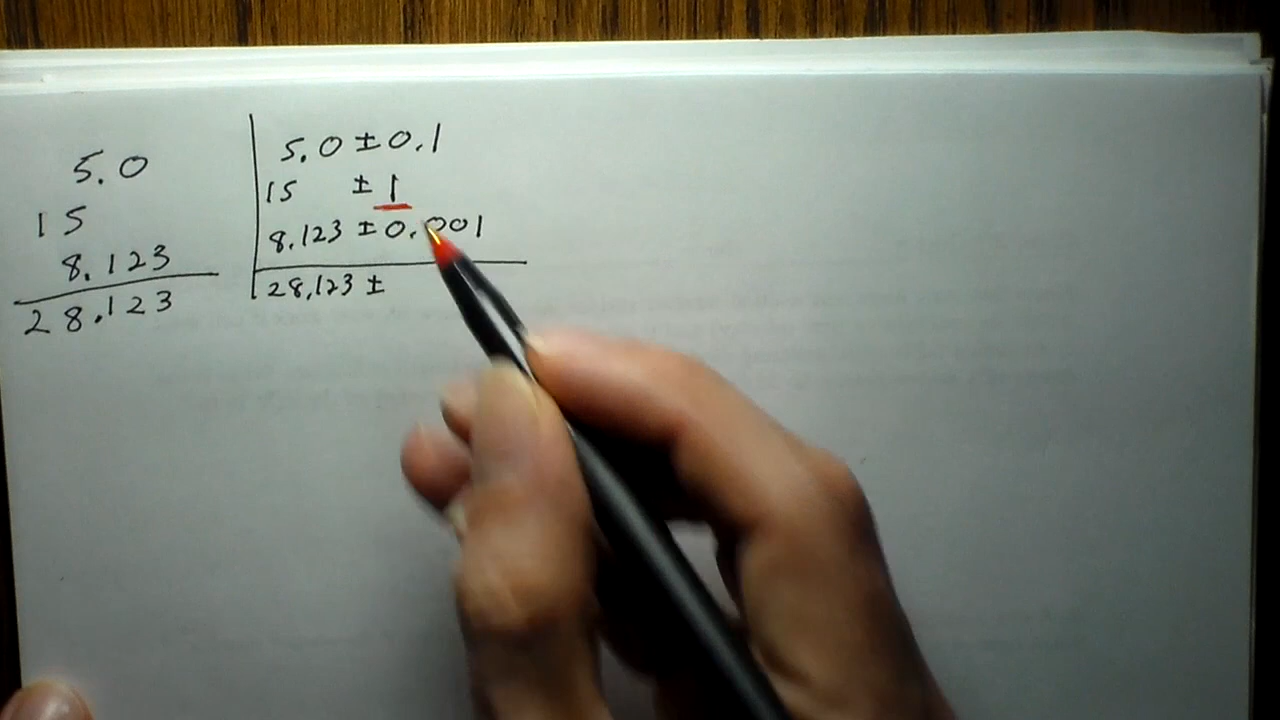 5.0
15
8.123
28.123
5.0 ± 0.1
15 ± 1
8.123 ± 0.001
28.123 ±